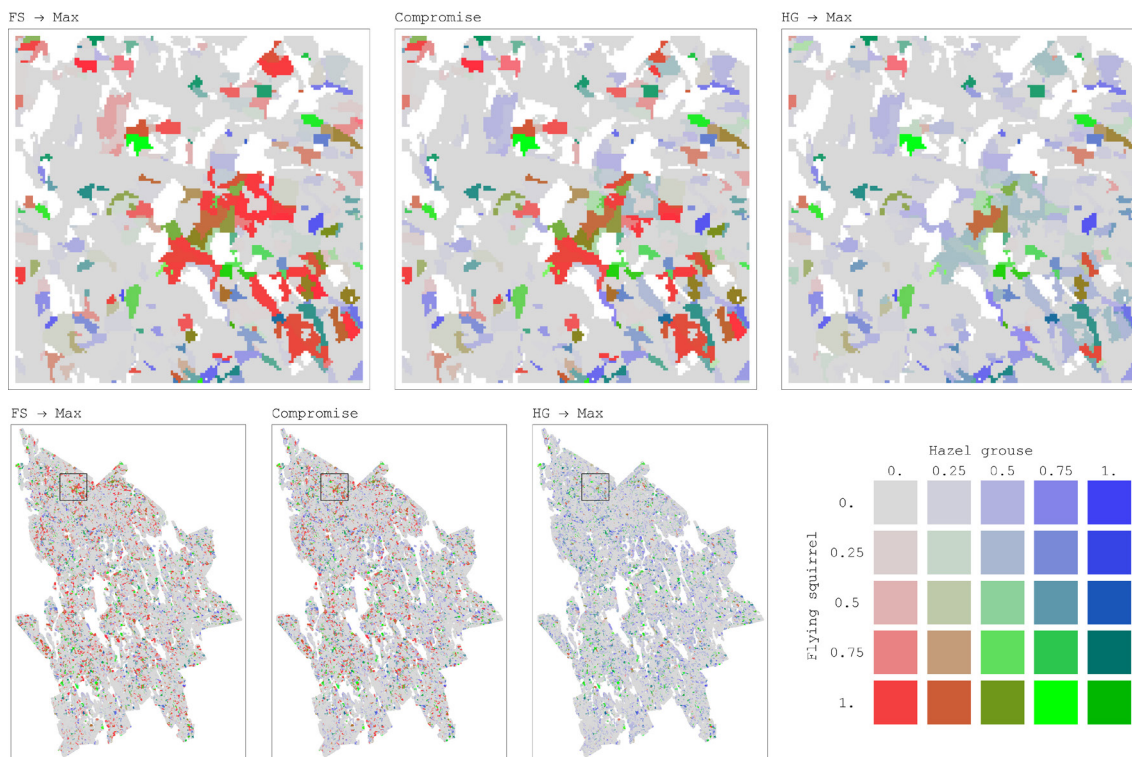 FS → Max
Compromise
HG → Max
FS → Max
Compromise
HG → Max
Hazel grouse
0. 0.25 0.5 0.75 1.
Flying squirrel
0.
0.25
0.5
0.75
1.